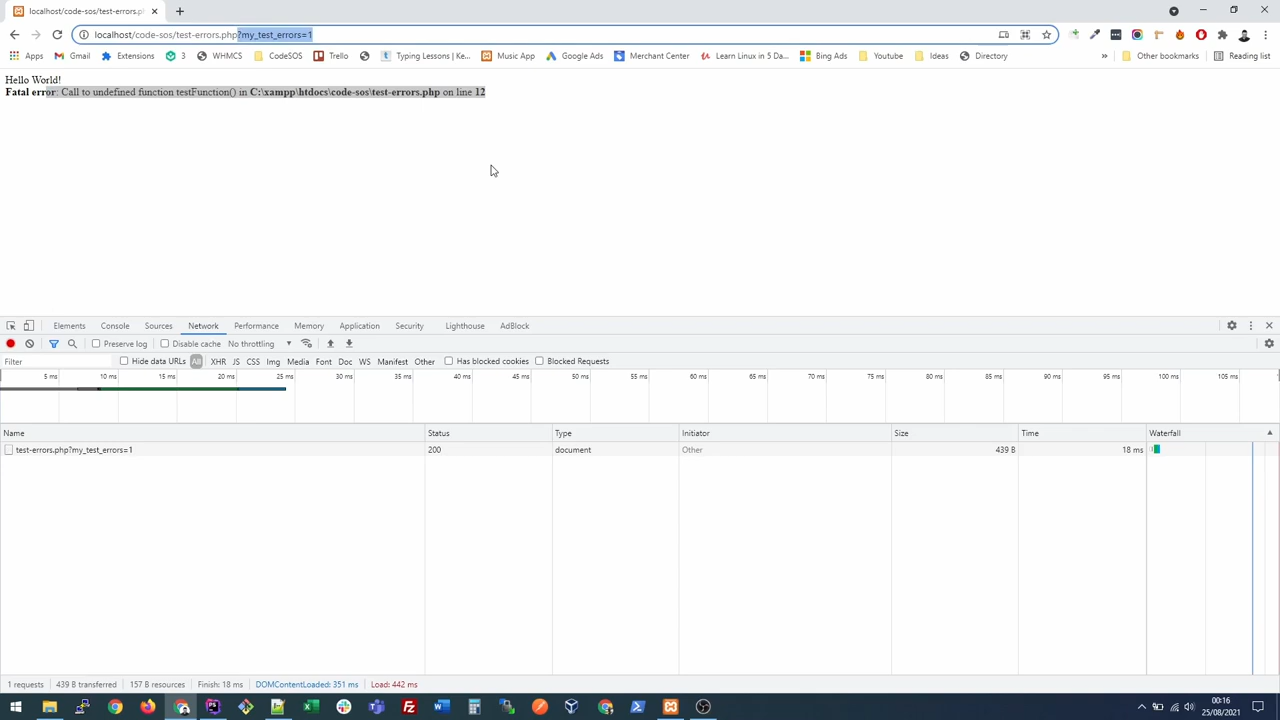 localhost/code-sos/test-errors.ph
localhost/code-sos/test-errors.php?my_test_errors=1
Apps Gmail Extensions 3 WHMCS CodeSOS Trello Typing Lessons | Ke... Music App Google Ads Merchant Center Learn Linux in 5 Da... Bing Ads Youtube Ideas Directory » Other bookmarks Reading list
Hello World!
Fatal error: Call to undefined function testFunction() in C:\xampp\htdocs\code-sos\test-errors.php on line 12
Elements Console Sources Network Performance Memory Application Security Lighthouse AdBlock
Preserve log Disable cache No throttling
Filter Hide data URLs All XHR JS CSS Img Media Font Doc WS Manifest Other Has blocked cookies Blocked Requests
5 ms 10 ms 15 ms 20 ms 25 ms 30 ms 35 ms 40 ms 45 ms 50 ms 55 ms 60 ms 65 ms 70 ms 75 ms 80 ms 85 ms 90 ms 95 ms 100 ms 105 ms
Name Status Type Initiator Size Time Waterfall
test-errors.php?my_test_errors=1 200 document Other 439 B 18 ms
1 requests 439 B transferred 157 B resources Finish: 18 ms DOMContentLoaded: 351 ms Load: 442 ms
00:16
25/08/2021